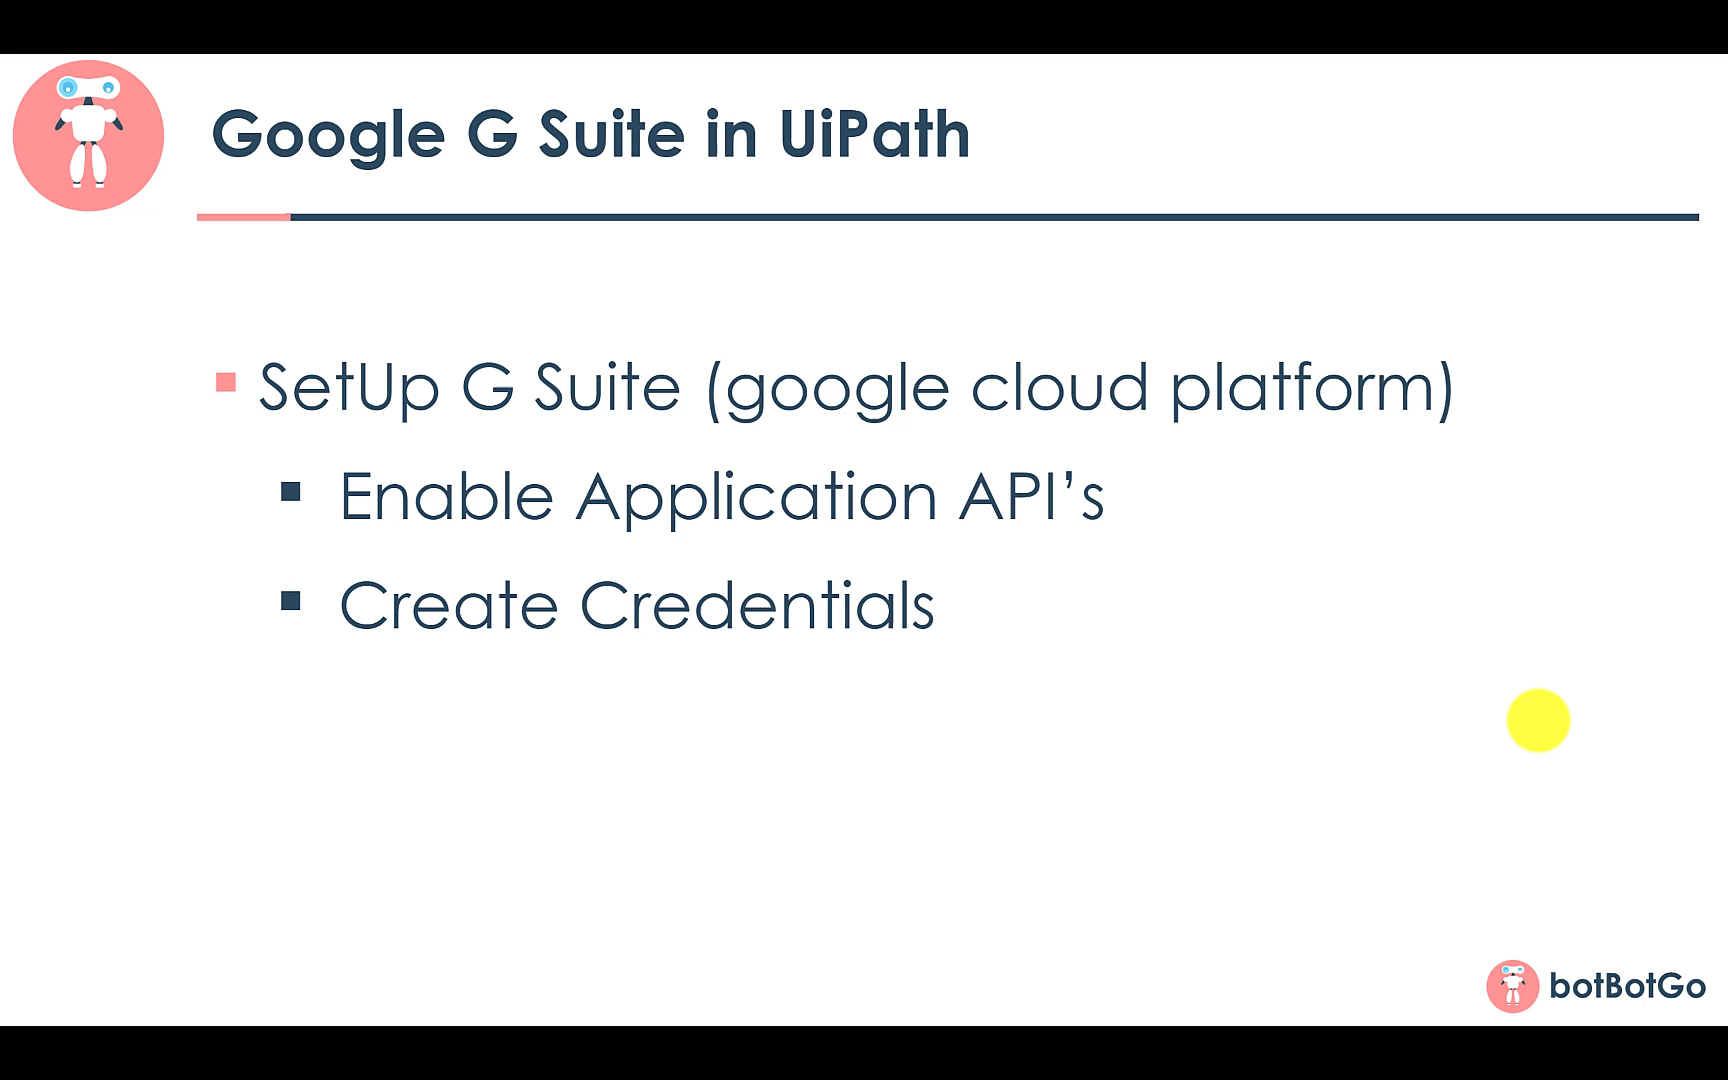 Google G Suite in UiPath
SetUp G Suite (google cloud platform)
Enable Application API’s
Create Credentials
botBotGo